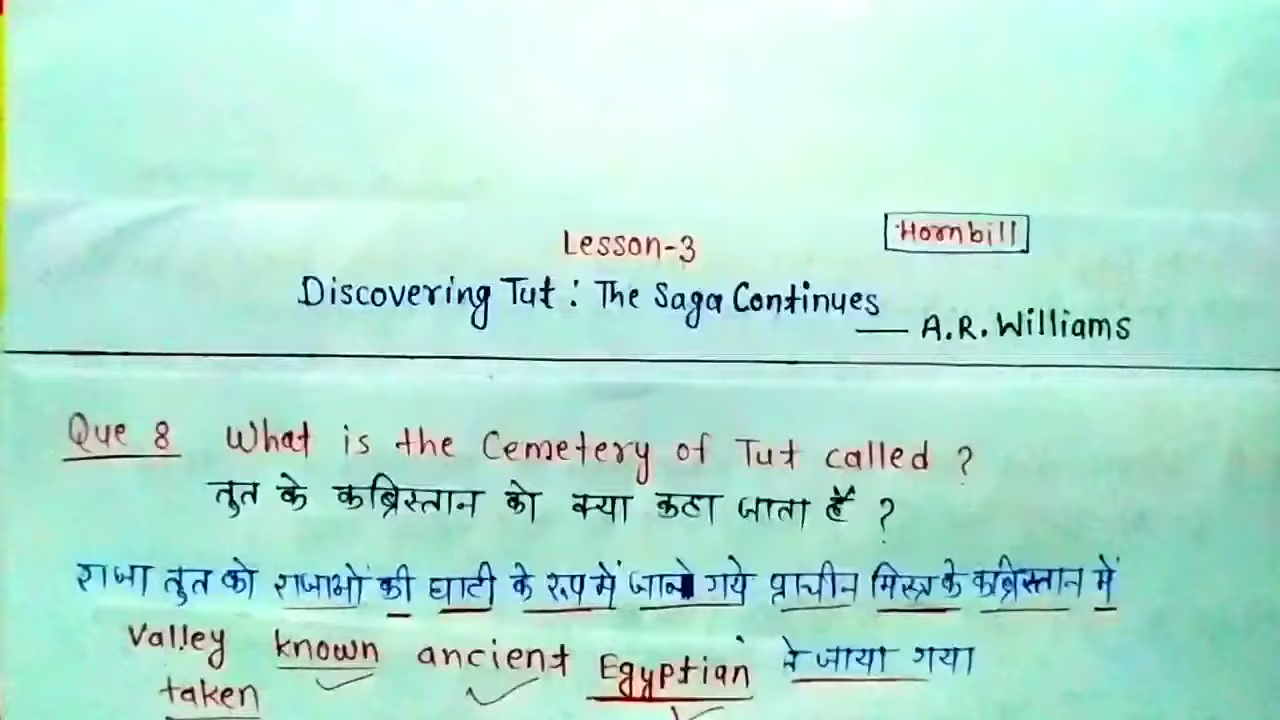 Hornbill
Lesson-3
Discovering Tut : The Saga Continues
— A.R. Williams
Que 8 What is the Cemetery of Tut called ?
तुत के कब्रिस्तान को क्या कहा जाता है ?
राजा तुत को राजाओं की घाटी के रूप में जाने गये प्राचीन मिस्त्र के कब्रिस्तान में
Valley known ancient Egyptian ले जाया गया
taken